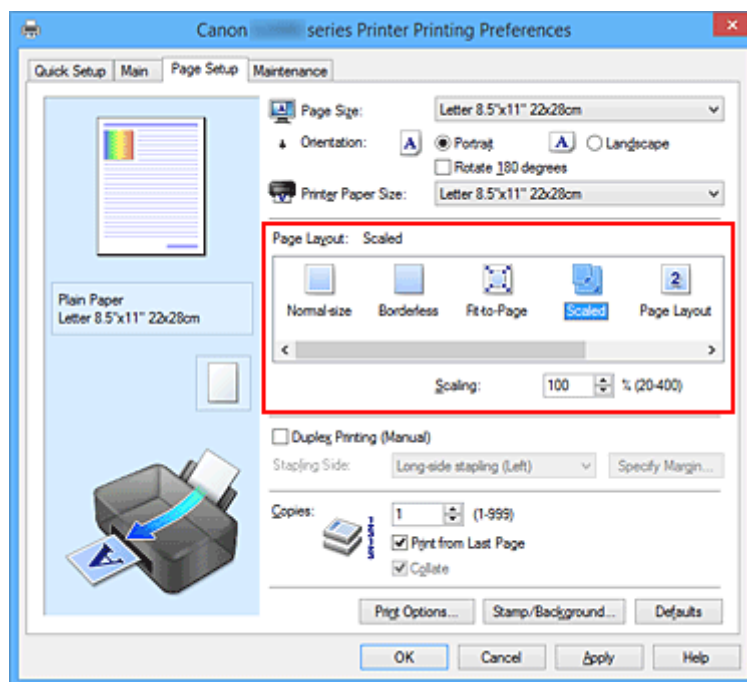 Canon series Printer Printing Preferences
Quick Setup Main Page Setup Maintenance
Page Size: Letter 8.5"x11" 22x28cm
Orientation: A Portrait A Landscape
Rotate 180 degrees
Printer Paper Size: Letter 8.5"x11" 22x28cm
Page Layout: Scaled
Normal-size Borderless Fit-to-Page Scaled Page Layout
Scaling: 100 % (20-400)
Plain Paper
Letter 8.5"x11" 22x28cm
Duplex Printing (Manual)
Stapling Side: Long-side stapling (Left) Specify Margin...
Copies: 1 (1-999)
Print from Last Page
Collate
Print Options... Stamp/Background... Defaults
OK Cancel Apply Help